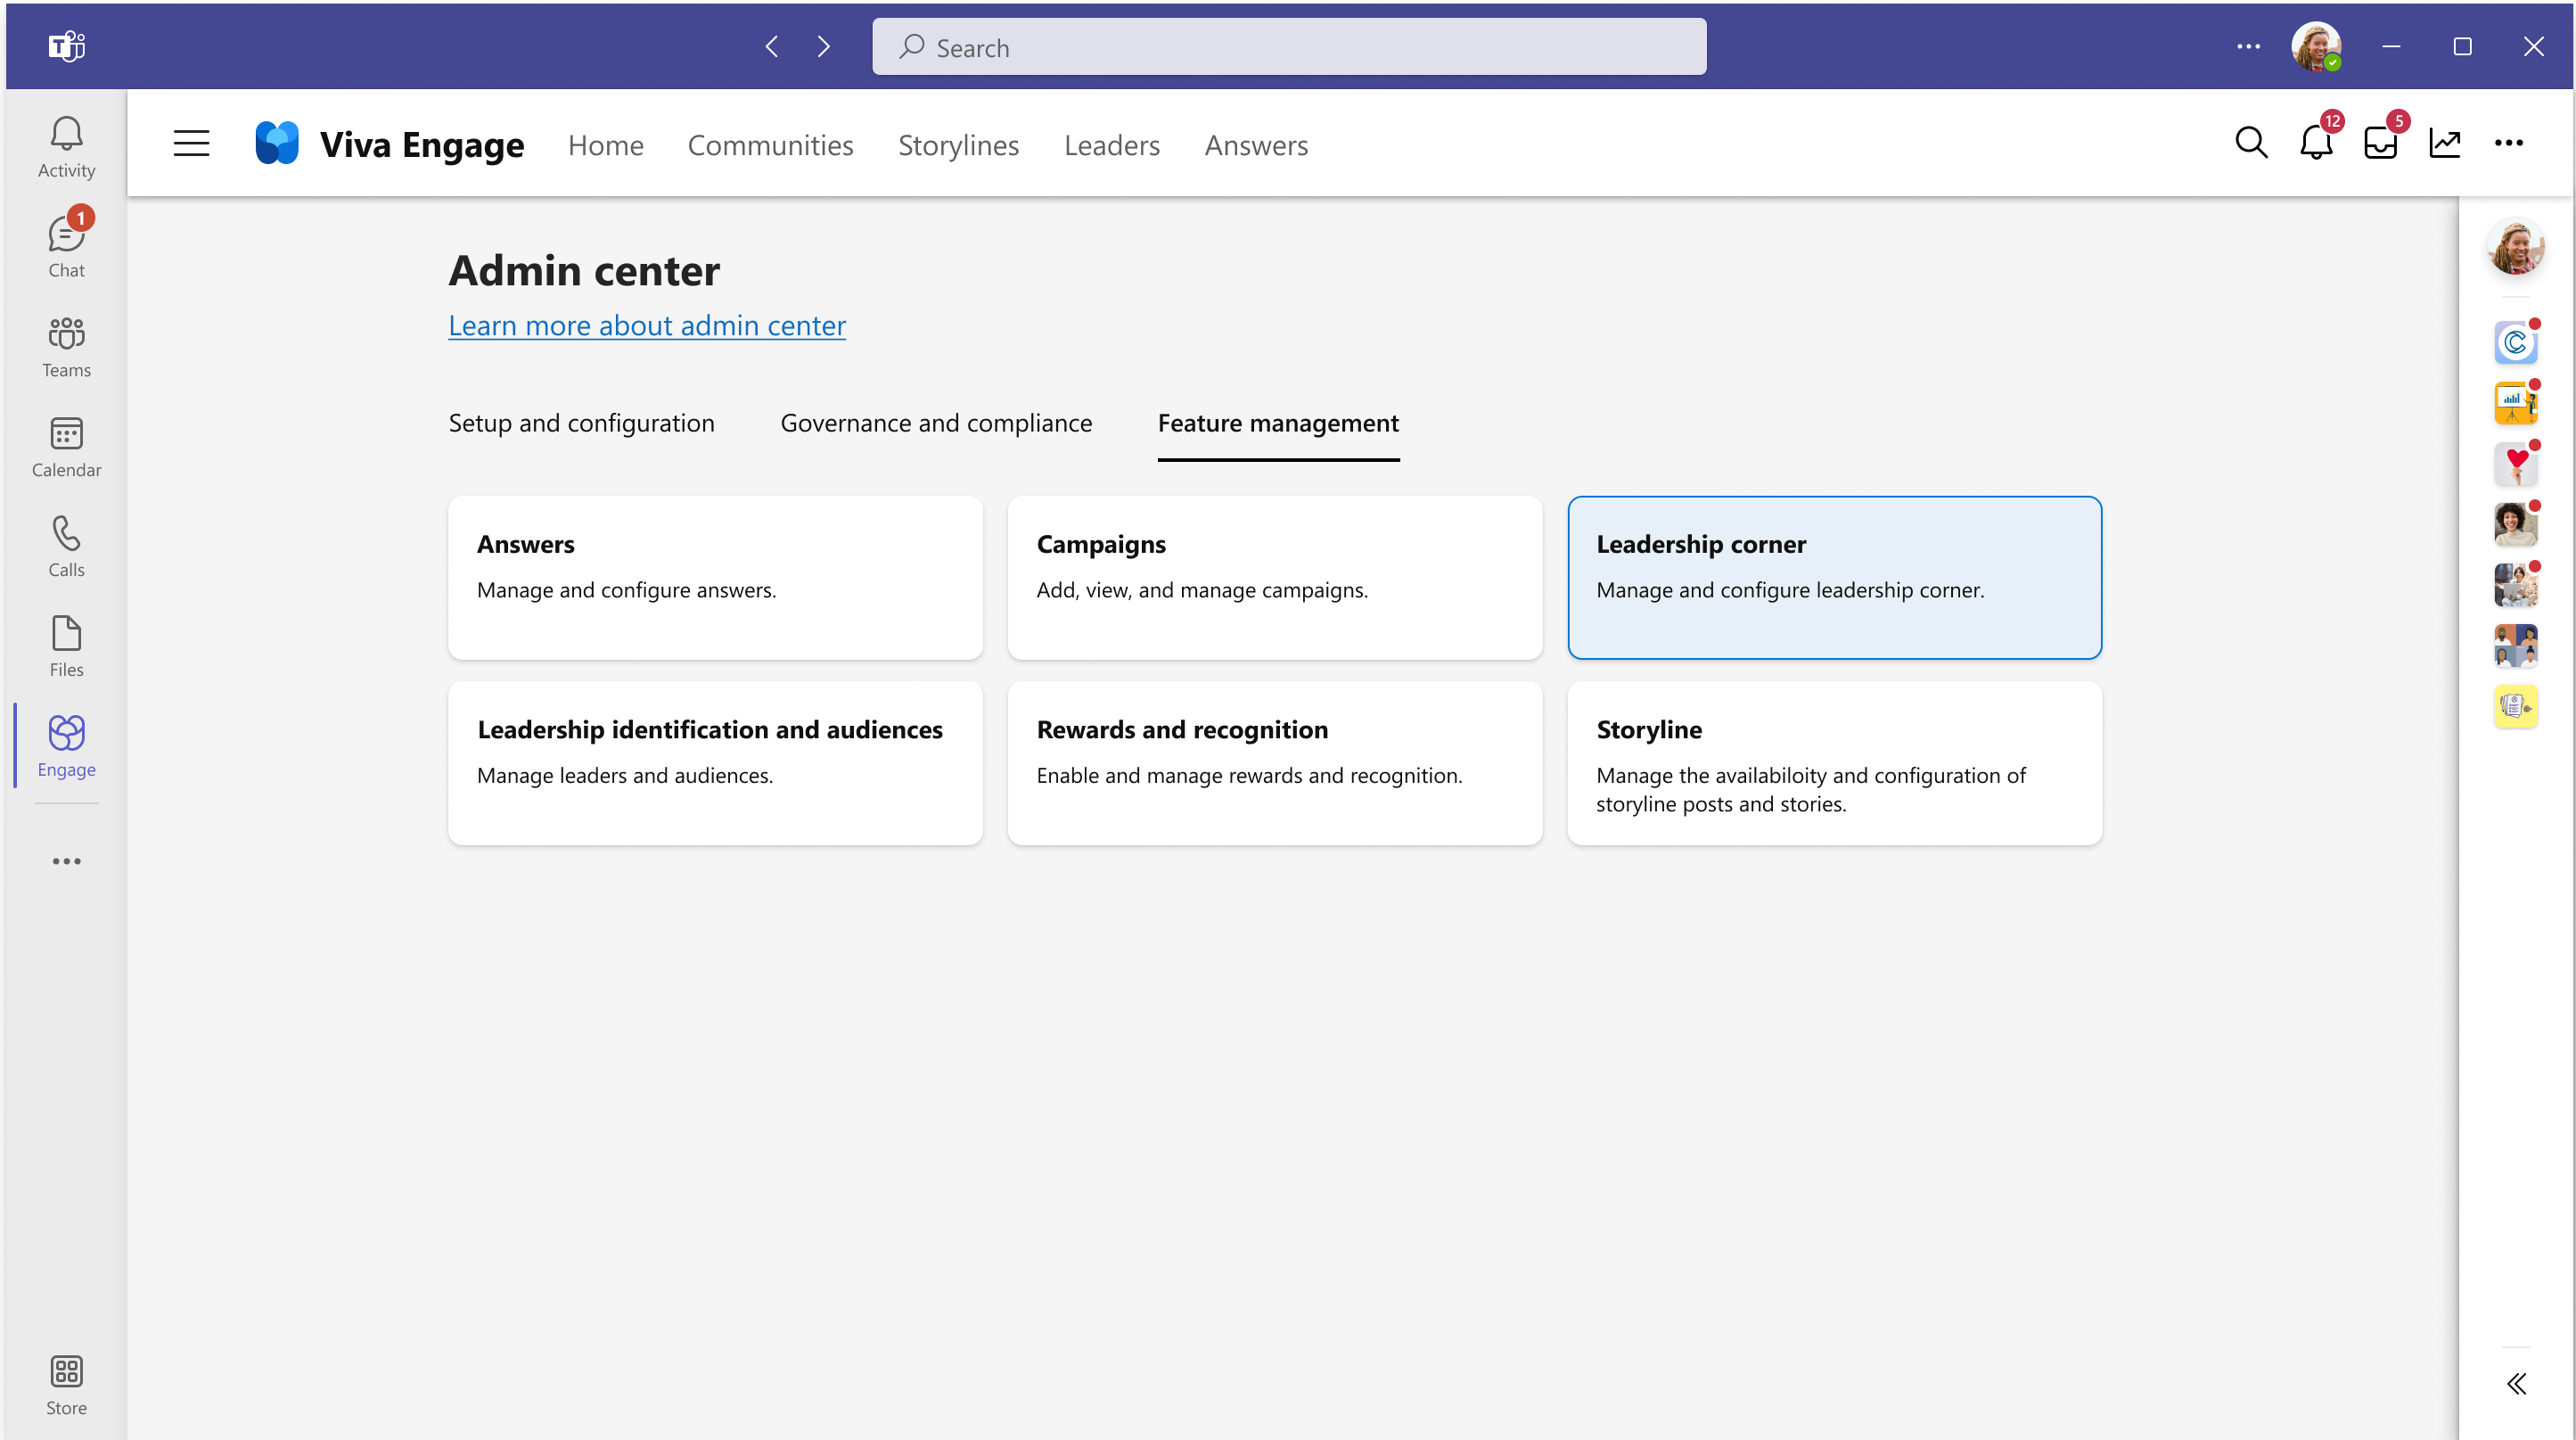 Search
Activity
1
Chat
Teams
Calendar
Calls
Files
Engage
Store
Viva Engage
Home
Communities
Storylines
Leaders
Answers
12
5
Admin center
Learn more about admin center
Setup and configuration
Governance and compliance
Feature management
Answers
Manage and configure answers.
Campaigns
Add, view, and manage campaigns.
Leadership corner
Manage and configure leadership corner.
Leadership identification and audiences
Manage leaders and audiences.
Rewards and recognition
Enable and manage rewards and recognition.
Storyline
Manage the availabiloity and configuration of
storyline posts and stories.